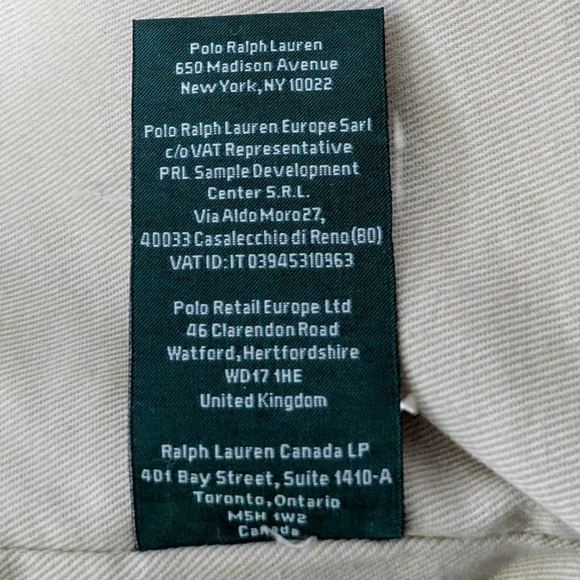 Polo Ralph Lauren
650 Madison Avenue
New York, NY 10022
Polo Ralph Lauren Europe Sarl
c/o VAT Representative
PRL Sample Development
Center S.R.L.
Via Aldo Moro 27,
40033 Casalecchio di Reno (BO)
VAT ID: IT 03945310963
Polo Retail Europe Ltd
46 Clarendon Road
Watford, Hertfordshire
WD17 1HE
United Kingdom
Ralph Lauren Canada LP
401 Bay Street, Suite 1410-A
Toronto, Ontario
M5H 1W2
Canada